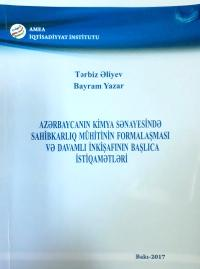 AMEA
İQTİSADİYYAT İNSTİTUTU
Tərbiz Əliyev
Bayram Yazar
AZƏRBAYCANIN KİMYA SƏNAYESİNDƏ
SAHİBKARLIQ MÜHİTİNİN FORMALAŞMASI
VƏ DAVAMLI İNKİŞAFININ BAŞLICA
İSTİQAMƏTLƏRİ
Bakı-2017